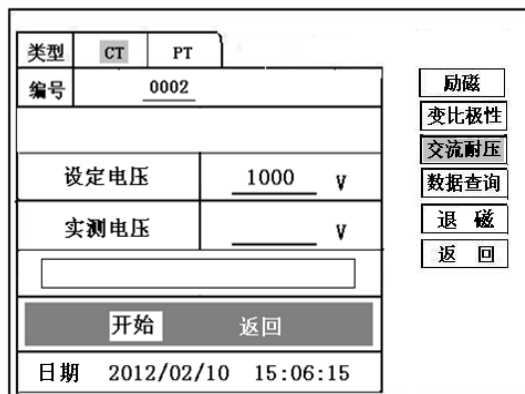 类型 CT PT
编号 0002
设定电压 1000 V
实测电压 V
开始 返回
日期 2012/02/10 15:06:15
励磁
变比极性
交流耐压
数据查询
退 磁
返 回